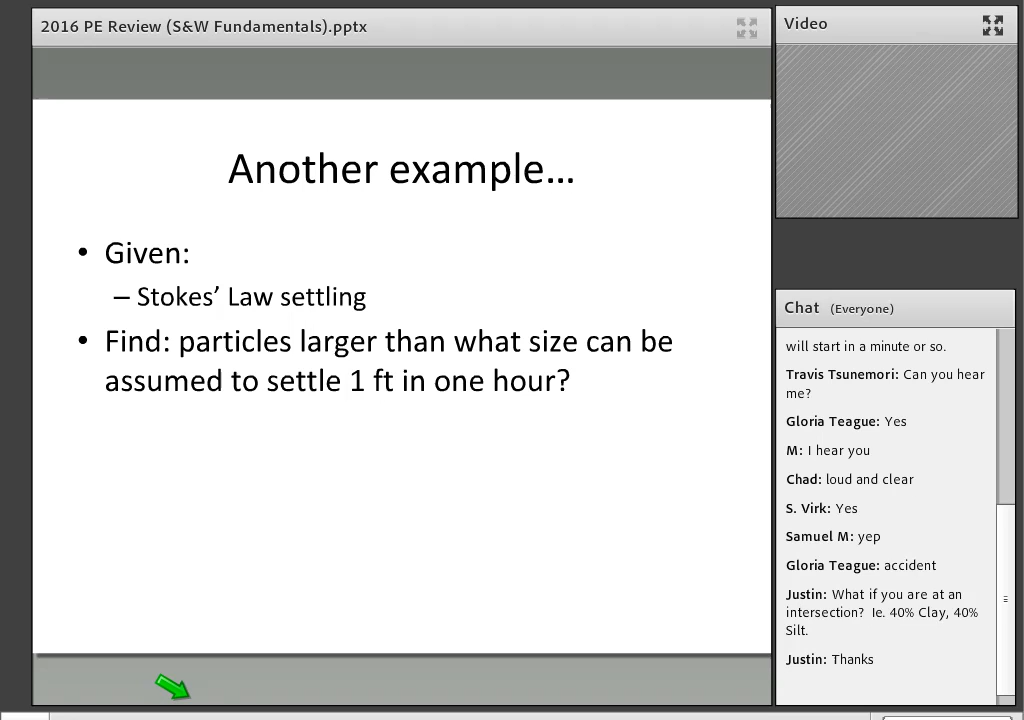 2016 PE Review (S&W Fundamentals).pptx
Another example...
• Given:
– Stokes’ Law settling
• Find: particles larger than what size can be
assumed to settle 1 ft in one hour?
Video
Chat (Everyone)
will start in a minute or so.
Travis Tsunemori: Can you hear
me?
Gloria Teague: Yes
M: I hear you
Chad: loud and clear
S. Virk: Yes
Samuel M: yep
Gloria Teague: accident
Justin: What if you are at an
intersection? Ie. 40% Clay, 40%
Silt.
Justin: Thanks